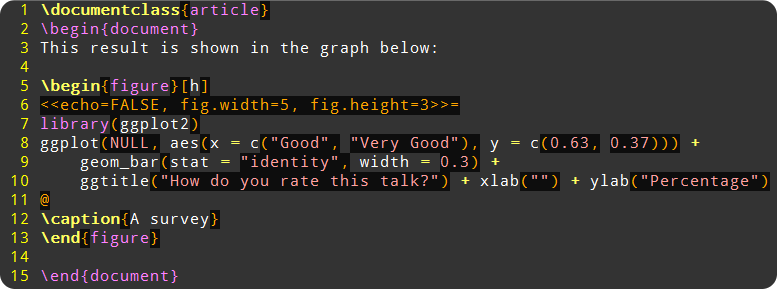 1 \documentclass{article}
2 \begin{document}
3 This result is shown in the graph below:
4
5 \begin{figure}[h]
6 <<echo=FALSE, fig.width=5, fig.height=3>>=
7 library(ggplot2)
8 ggplot(NULL, aes(x = c("Good", "Very Good"), y = c(0.63, 0.37))) +
9     geom_bar(stat = "identity", width = 0.3) +
10     ggtitle("How do you rate this talk?") + xlab("") + ylab("Percentage")
11 @
12 \caption{A survey}
13 \end{figure}
14
15 \end{document}